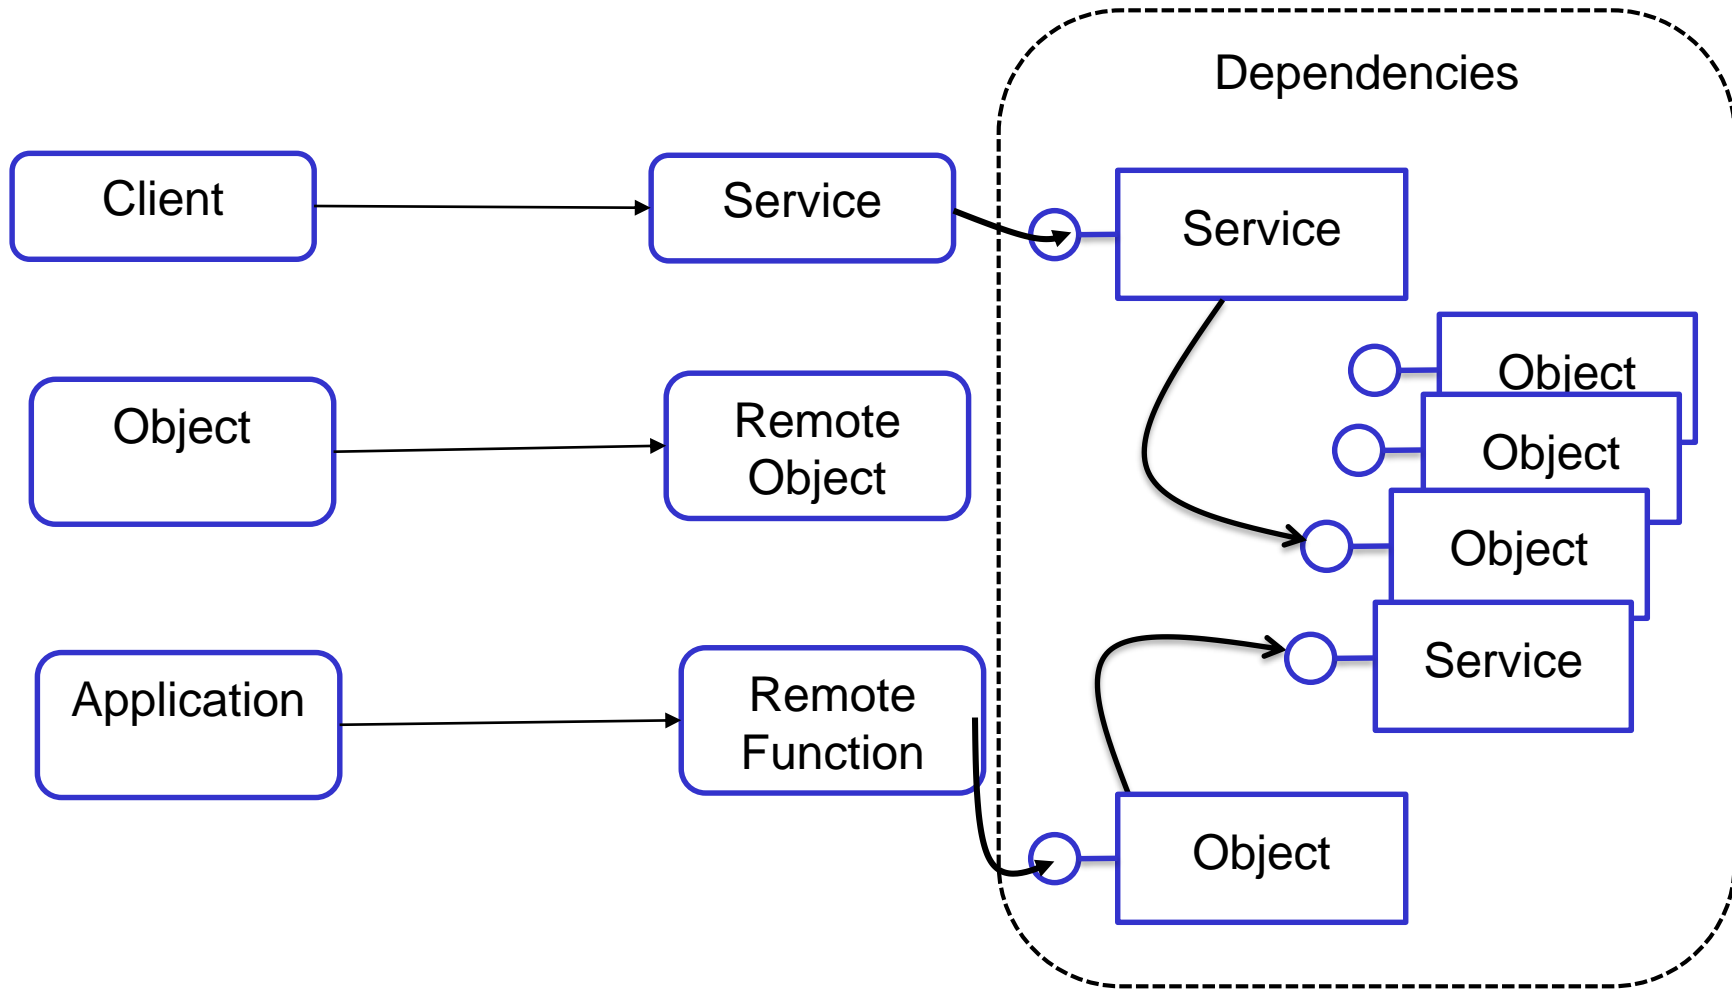 Dependencies
Client
Service
Service
Object
Object
Remote
Object
Object
Object
Application
Remote
Function
Service
Object